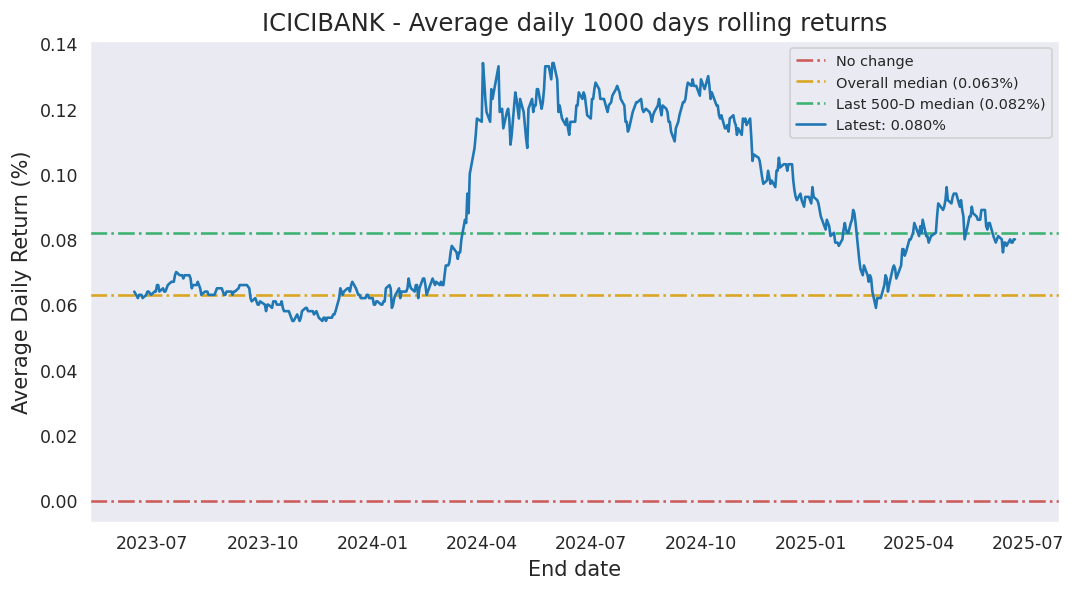 ICICIBANK - Average daily 1000 days rolling returns
Average Daily Return (%)
0.14
0.12
0.10
0.08
0.06
0.04
0.02
0.00
No change
Overall median (0.063%)
Last 500-D median (0.082%)
Latest: 0.080%
2023-07 2023-10 2024-01 2024-04 2024-07 2024-10 2025-01 2025-04 2025-07
End date